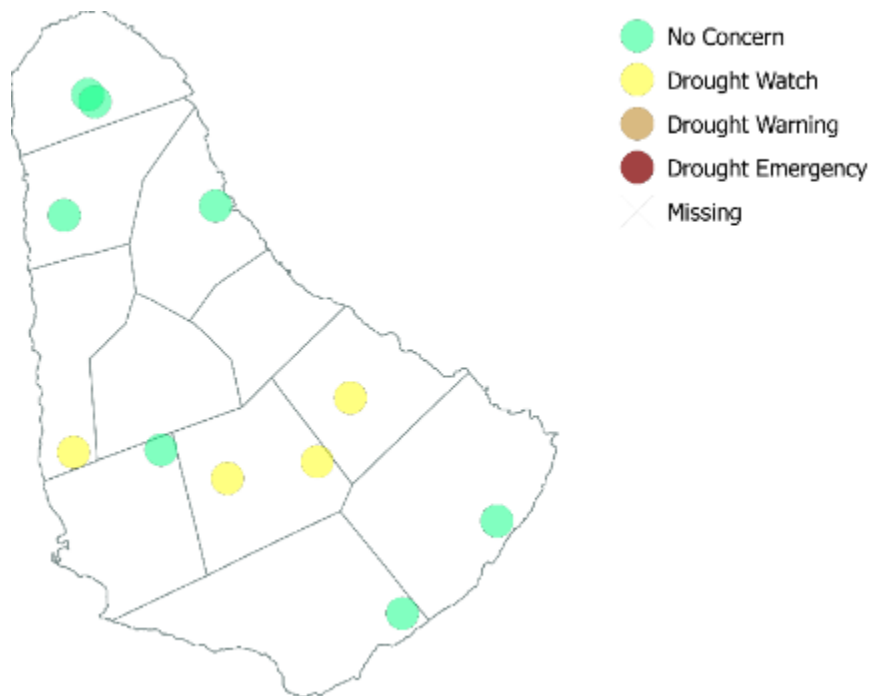 No Concern
Drought Watch
Drought Warning
Drought Emergency
Missing